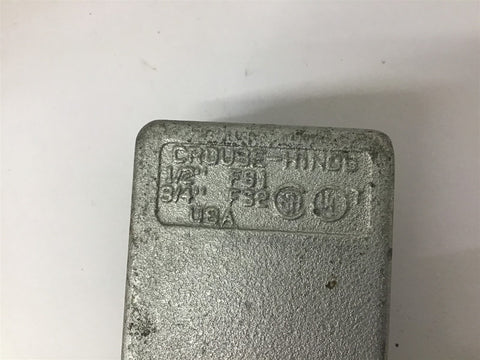 CROUSE-HINDS
1/2" FS1
3/4" FS2
USA